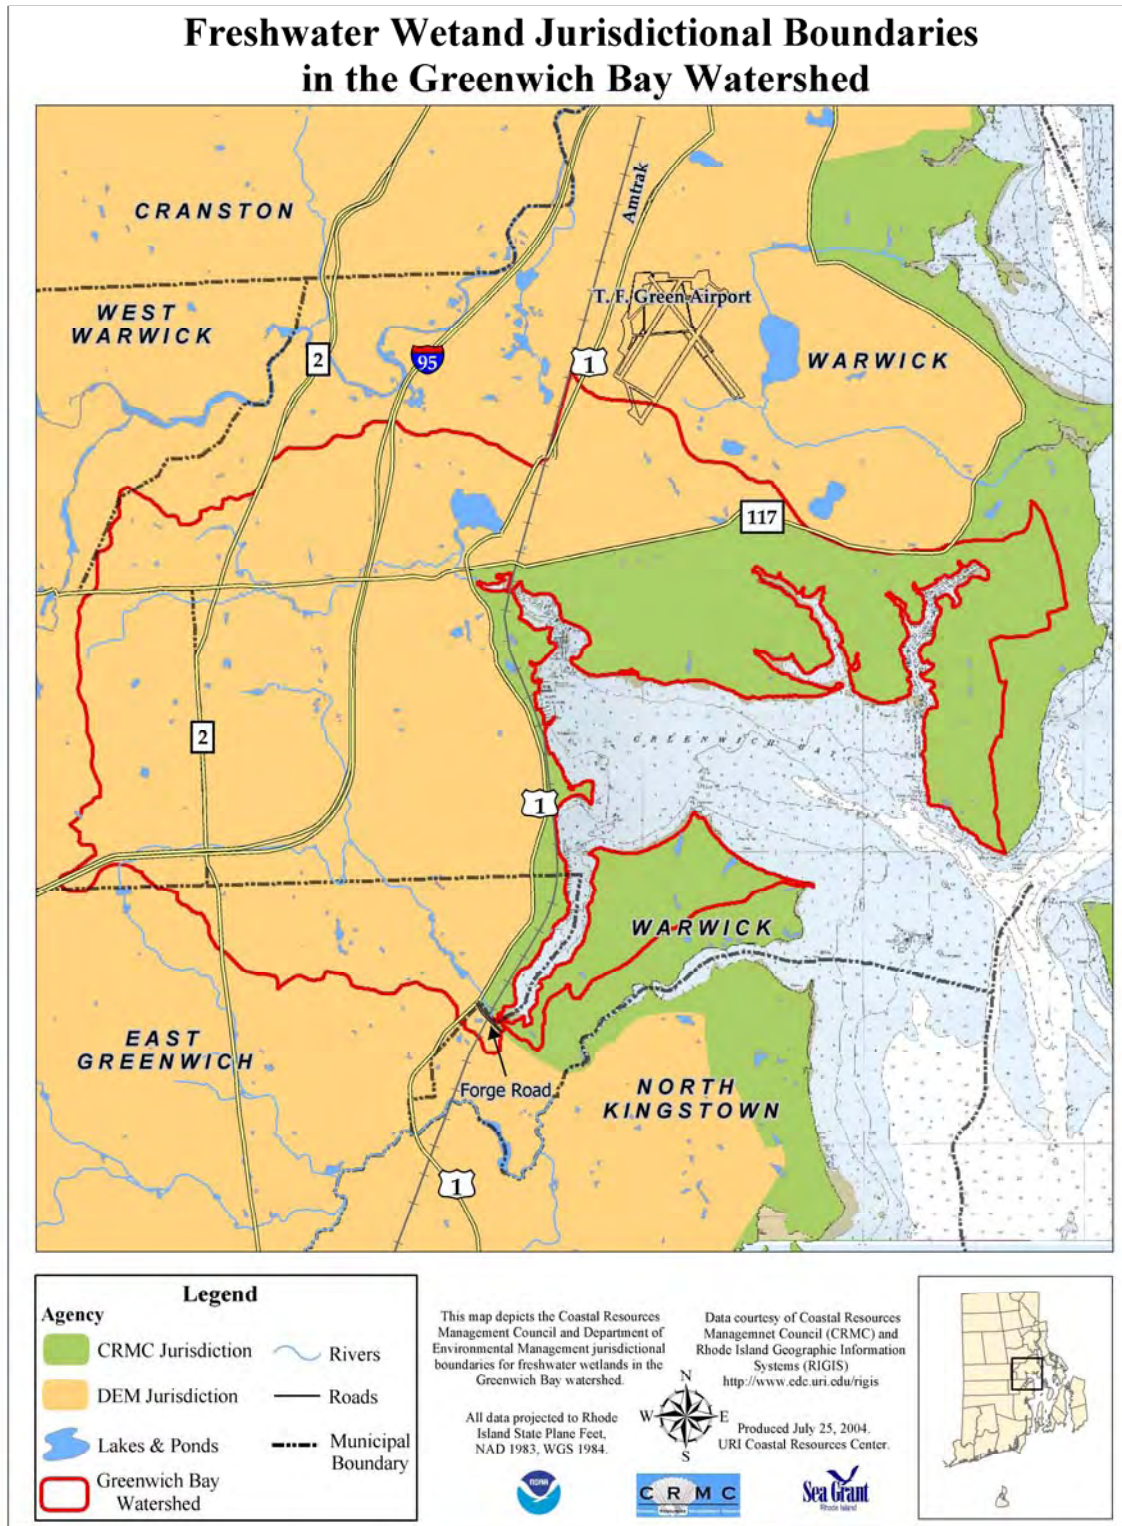 Freshwater Wetand Jurisdictional Boundaries
in the Greenwich Bay Watershed
CRANSTON
Amtrak
WEST
WARWICK
T. F. Green Airport
2
95
1
WARWICK
117
GREENWICH BAY
2
1
WARWICK
EAST
GREENWICH
Forge Road
NORTH
KINGSTOWN
1
Legend
Agency
CRMC Jurisdiction
Rivers
DEM Jurisdiction
Roads
Lakes & Ponds
Municipal
Boundary
Greenwich Bay
Watershed
This map depicts the Coastal Resources
Management Council and Department of
Environmental Management jurisdictional
boundaries for freshwater wetlands in the
Greenwich Bay watershed.
All data projected to Rhode
Island State Plane Feet,
NAD 1983, WGS 1984.
Data courtesy of Coastal Resources
Managemnet Council (CRMC) and
Rhode Island Geographic Information
Systems (RIGIS)
http://www.edc.uri.edu/rigis
N
W
E
S
Produced July 25, 2004.
URI Coastal Resources Center.
NOAA
CRMC
Sea Grant
Rhode Island